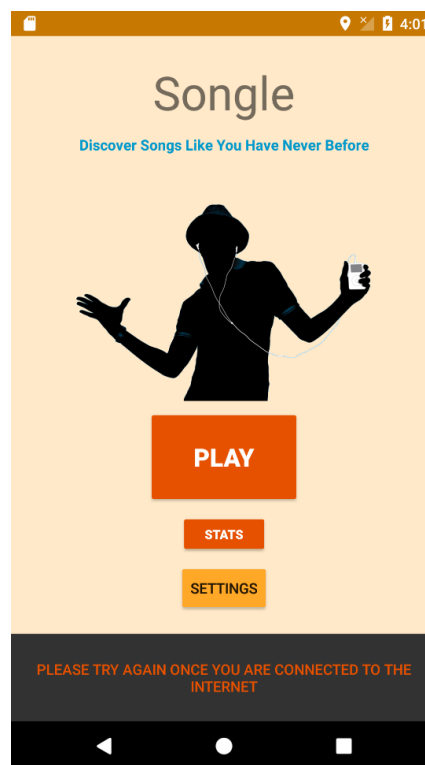 4:01
Songle
Discover Songs Like You Have Never Before
PLAY
STATS
SETTINGS
PLEASE TRY AGAIN ONCE YOU ARE CONNECTED TO THE
INTERNET